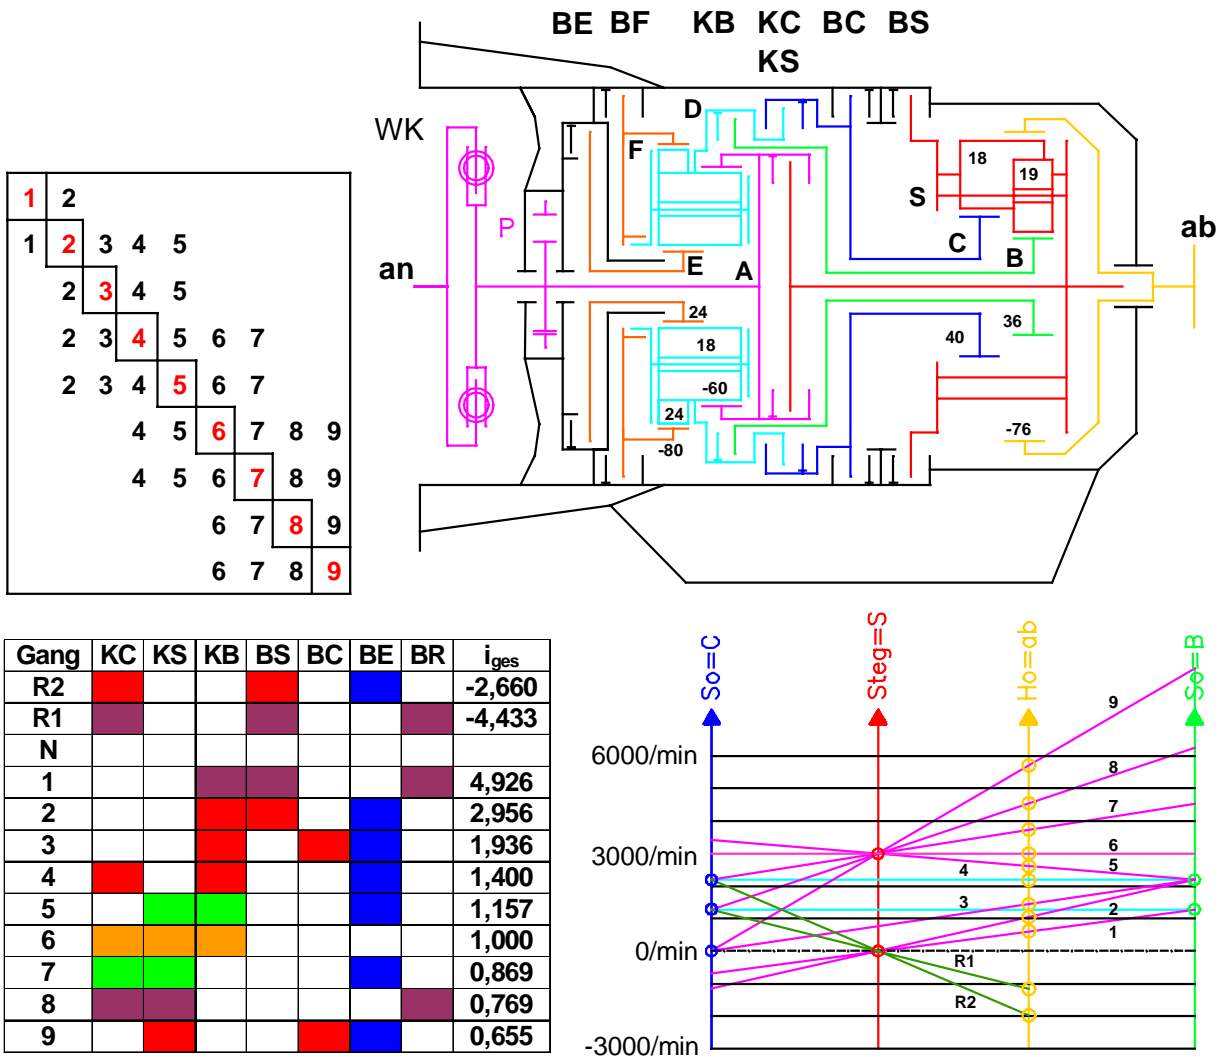 BE BF KB KC BC BS
KS
WK
D
F
P
18
19
S
an
E
A
C
B
ab
24
18
36
40
-60
24
-80
-76
1 2
1 2 3 4 5
2 3 4 5
2 3 4 5 6 7
2 3 4 5 6 7
4 5 6 7 8 9
4 5 6 7 8 9
6 7 8 9
6 7 8 9
Gang KC KS KB BS BC BE BR iges
R2 -2,660
R1 -4,433
N
1 4,926
2 2,956
3 1,936
4 1,400
5 1,157
6 1,000
7 0,869
8 0,769
9 0,655
So=C
Steg=S
Ho=ab
So=B
6000/min
3000/min
0/min
-3000/min
9
8
7
6
5
4
3
2
1
R1
R2